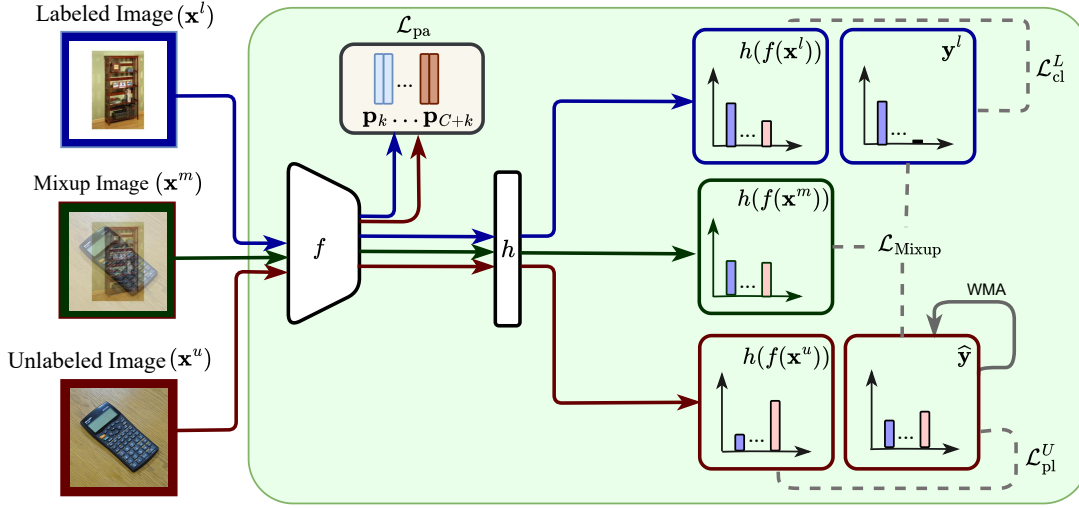 Labeled Image (x^l)
L_pa
p_k ... p_{C+k}
h(f(x^l))
...
y^l
...
L_cl^L
Mixup Image (x^m)
f
h
h(f(x^m))
...
L_Mixup
WMA
Unlabeled Image (x^u)
h(f(x^u))
...
ŷ
...
L_pl^U